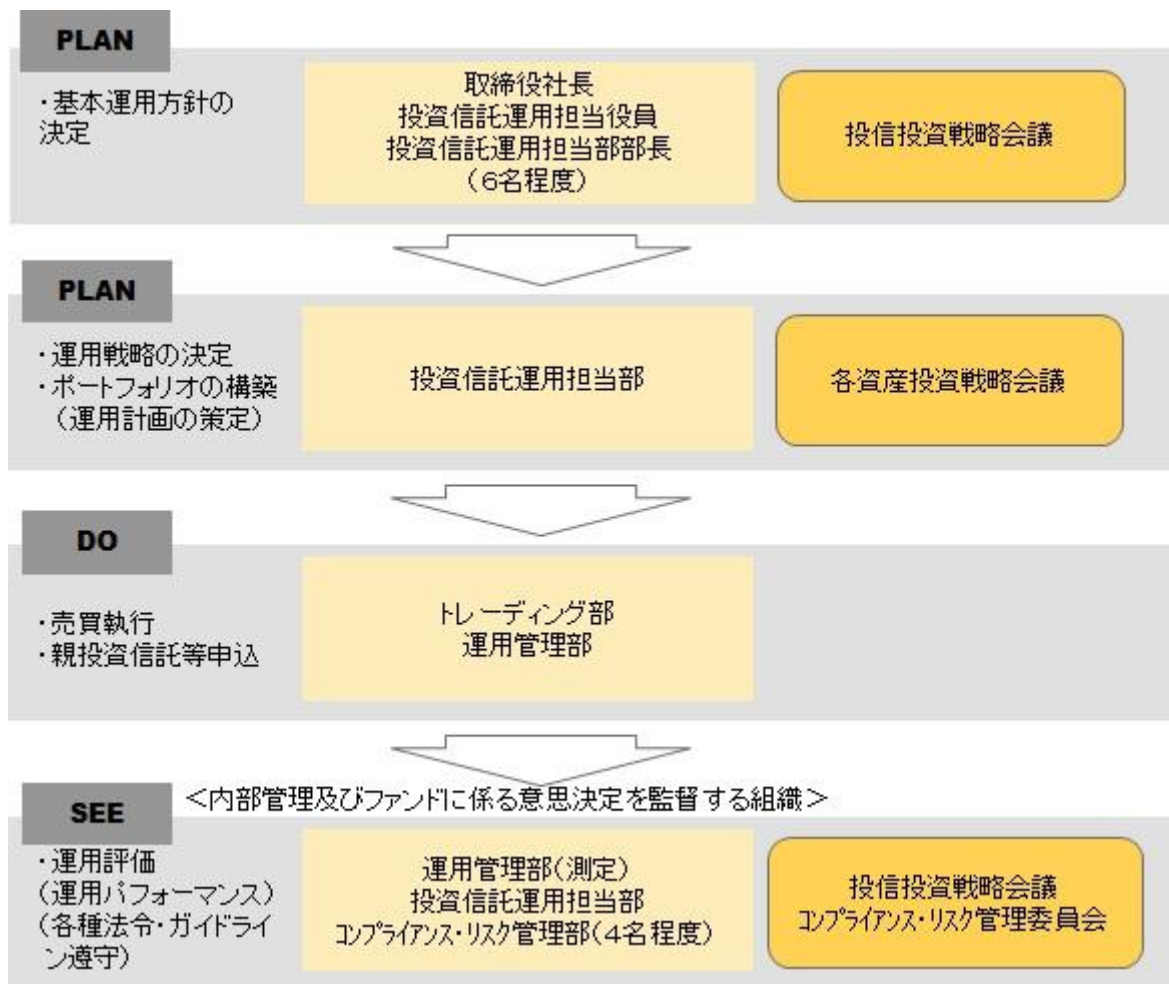 PLAN
・基本運用方針の
決定
取締役社長
投資信託運用担当役員
投資信託運用担当部部長
(6名程度)
投信投資戦略会議
PLAN
・運用戦略の決定
・ポートフォリオの構築
(運用計画の策定)
投資信託運用担当部
各資産投資戦略会議
DO
・売買執行
・親投資信託等申込
トレーディング部
運用管理部
<内部管理及びファンドに係る意思決定を監督する組織>
SEE
・運用評価
(運用パフォーマンス)
(各種法令・ガイドライ
ン遵守)
運用管理部(測定)
投資信託運用担当部
コンプライアンス・リスク管理部(4名程度)
投信投資戦略会議
コンプライアンス・リスク管理委員会